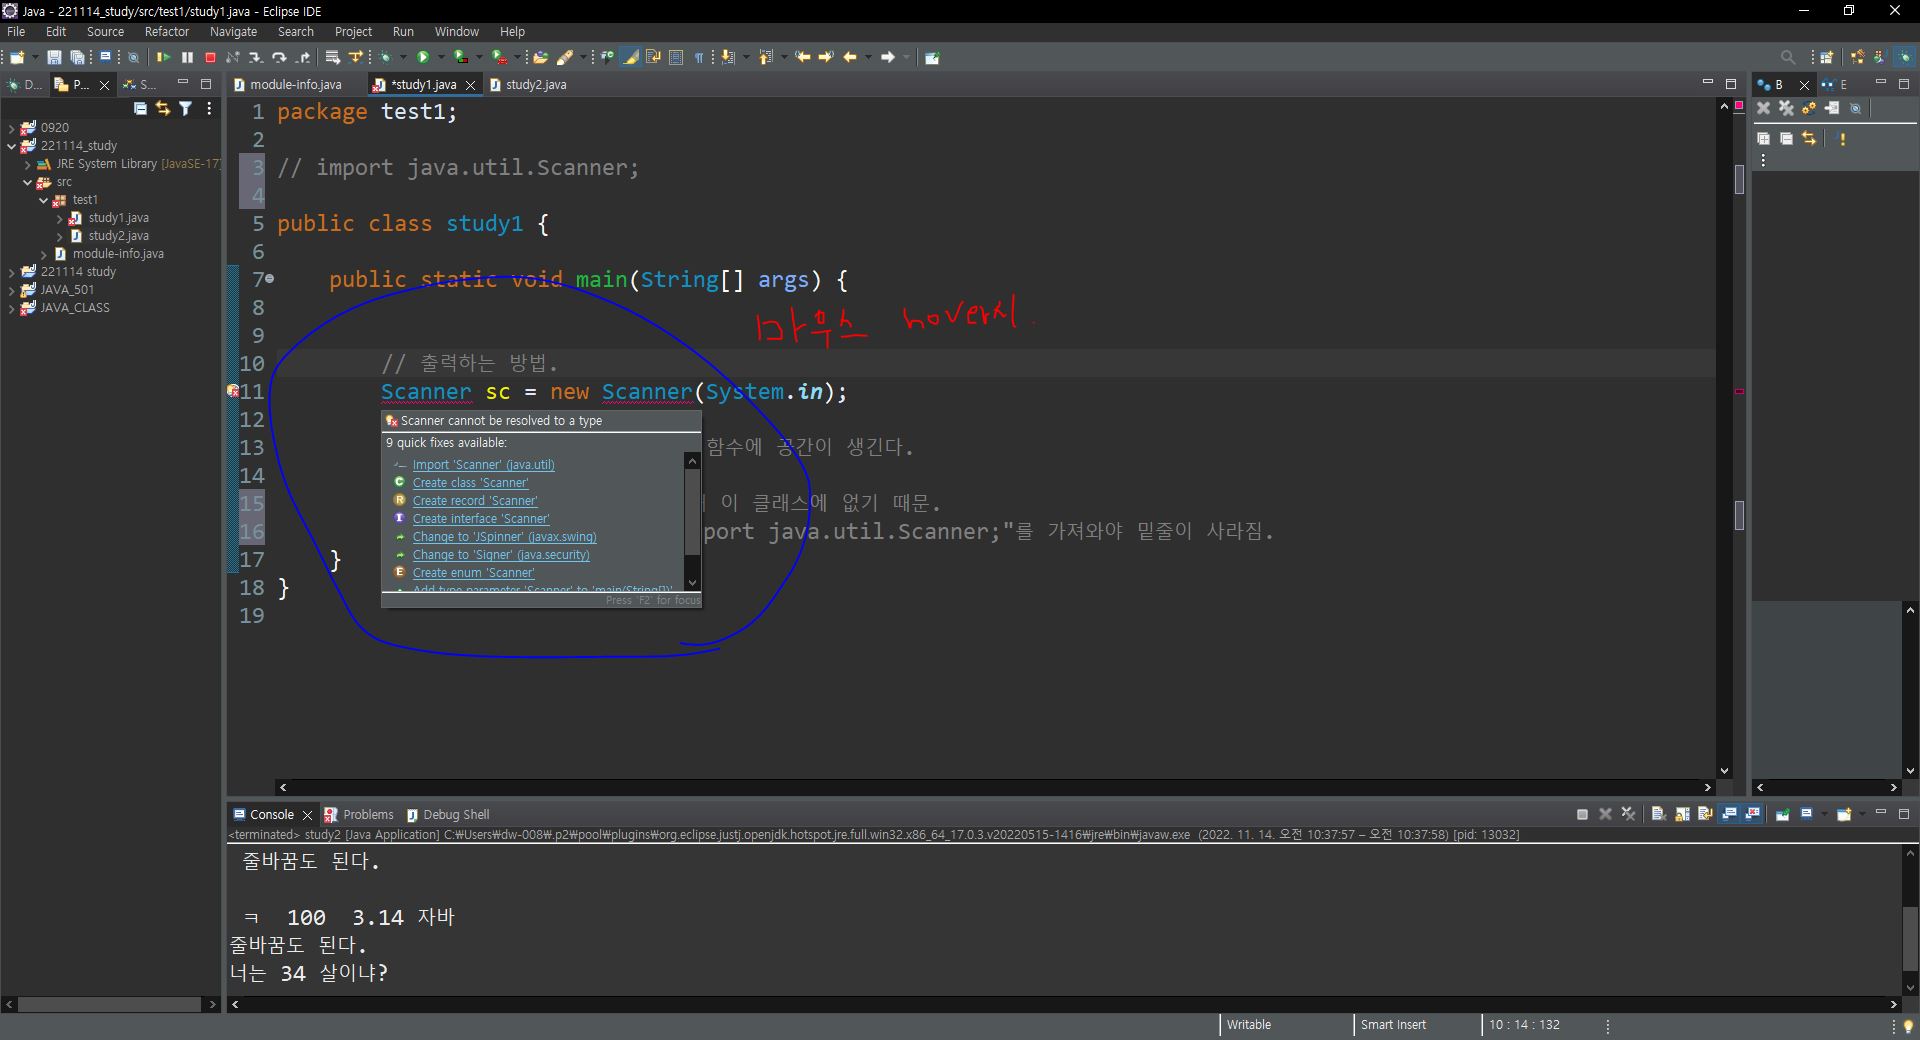 Java - 221114_study/src/test1/study1.java - Eclipse IDE
File Edit Source Refactor Navigate Search Project Run Window Help
D... P... S...
module-info.java *study1.java study2.java
B E
0920
221114_study
JRE System Library [JavaSE-17]
src
test1
study1.java
study2.java
module-info.java
221114 study
JAVA_501
JAVA_CLASS
1 package test1;
2
3 // import java.util.Scanner;
4
5 public class study1 {
6
7 public static void main(String[] args) {
8
마우스 hover시.
9
10 // 출력하는 방법.
11 Scanner sc = new Scanner(System.in);
12
13 함수에 공간이 생긴다.
14
15 이 클래스에 없기 때문.
16 port java.util.Scanner;"를 가져와야 밑줄이 사라짐.
17 }
18 }
19
Scanner cannot be resolved to a type
9 quick fixes available:
Import 'Scanner' (java.util)
Create class 'Scanner'
Create record 'Scanner'
Create interface 'Scanner'
Change to 'JSpinner' (javax.swing)
Change to 'Signer' (java.security)
Create enum 'Scanner'
Add type parameter 'Scanner' to 'main(String[])'
Press 'F2' for focus
Console Problems Debug Shell
<terminated> study2 [Java Application] C:₩Users₩dw-008₩.p2₩pool₩plugins₩org.eclipse.justj.openjdk.hotspot.jre.full.win32.x86_64_17.0.3.v20220515-1416₩jre₩bin₩javaw.exe (2022. 11. 14. 오전 10:37:57 – 오전 10:37:58) [pid: 13032]
줄바꿈도 된다.
ㅋ 100 3.14 자바
줄바꿈도 된다.
너는 34 살이냐?
Writable Smart Insert 10 : 14 : 132